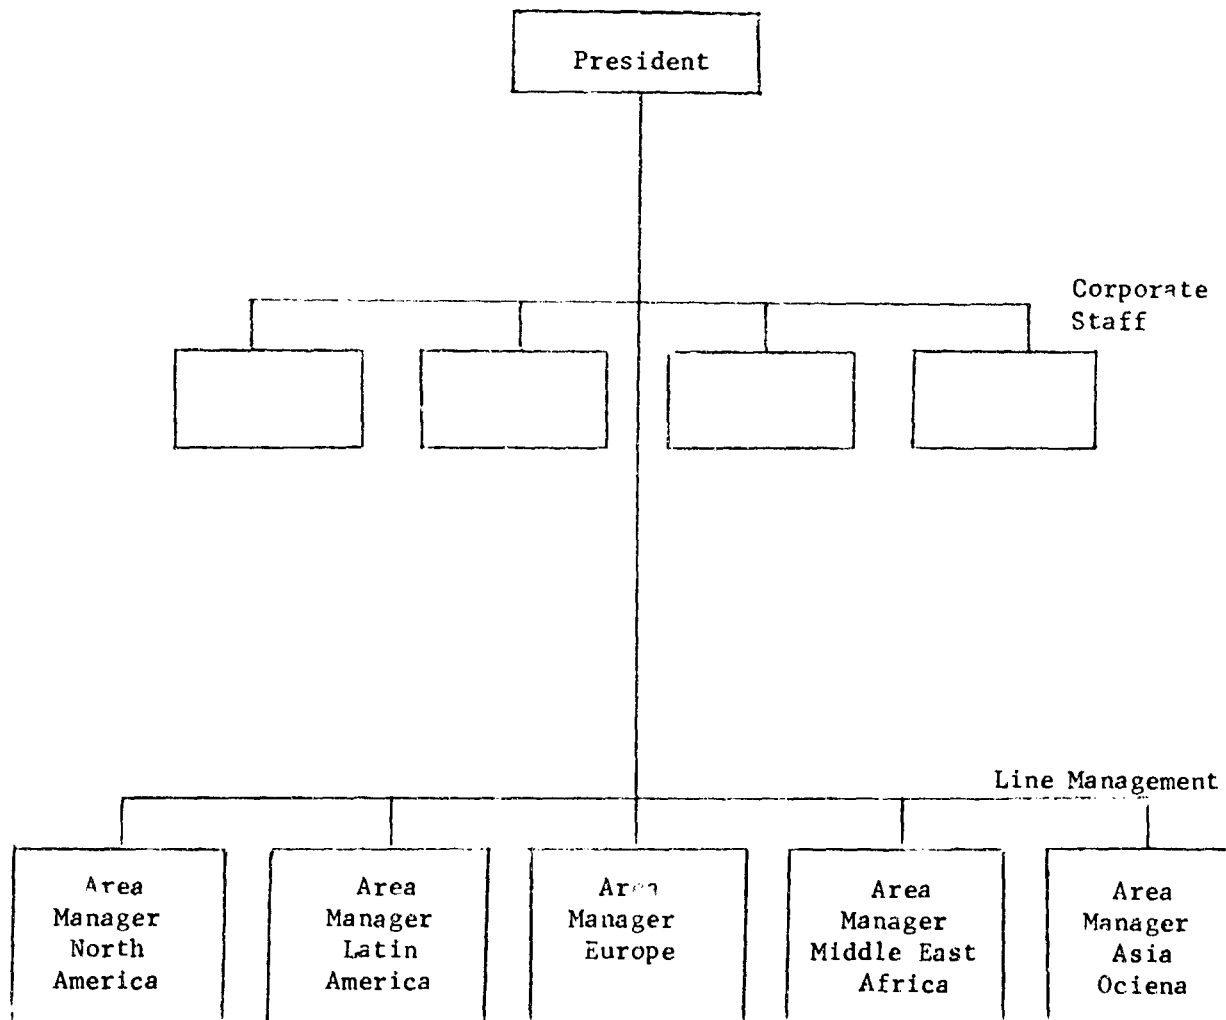 President
Corporate
Staff
Line Management
Area
Manager
North
America
Area
Manager
Latin
America
Area
Manager
Europe
Area
Manager
Middle East
Africa
Area
Manager
Asia
Ociena